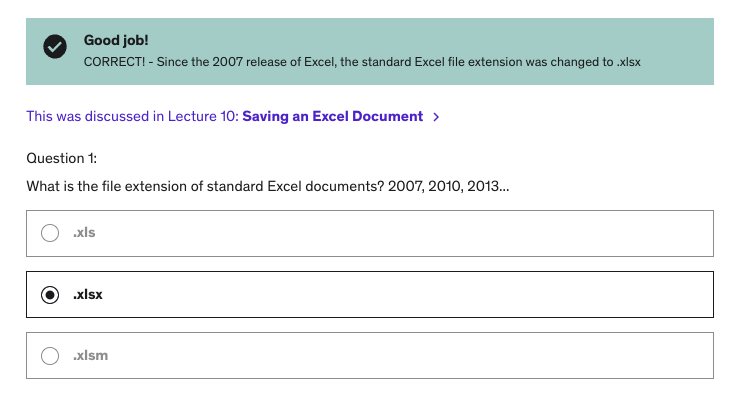 Good job!
CORRECT! - Since the 2007 release of Excel, the standard Excel file extension was changed to .xlsx
This was discussed in Lecture 10: Saving an Excel Document >
Question 1:
What is the file extension of standard Excel documents? 2007, 2010, 2013...
.xls
.xlsx
.xlsm